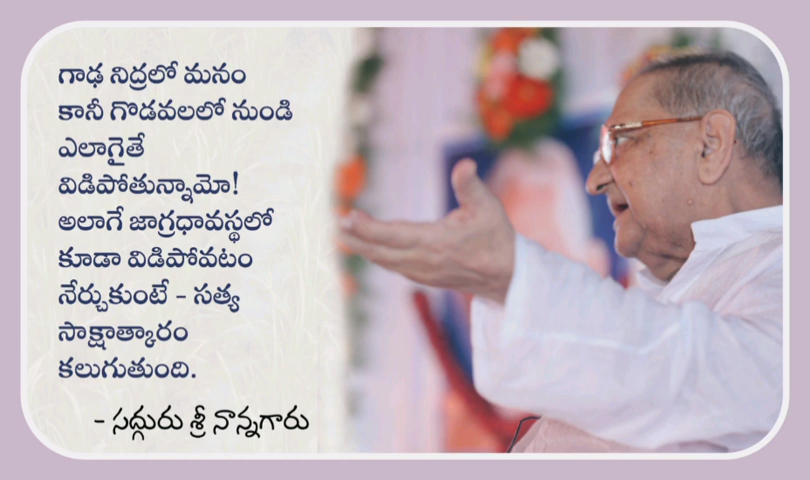 గాఢ నిద్రలో మనం
కానీ గొడవలలో నుండి
ఎలాగైతే
విడిపోతున్నామో!
అలాగే జాగ్రధావస్థలో
కూడా విడిపోవటం
నేర్చుకుంటే - సత్య
సాక్షాత్కారం
కలుగుతుంది.
- సద్గురు శ్రీ నాన్నగారు